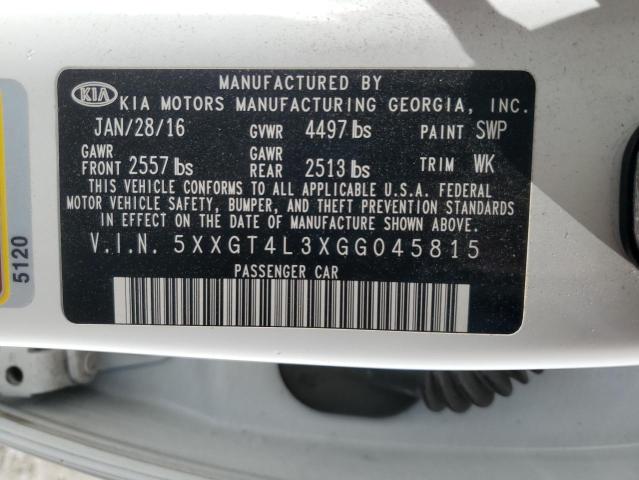 MANUFACTURED BY
KIA KIA MOTORS MANUFACTURING GEORGIA, INC.
JAN/28/16 GVWR 4497 lbs PAINT SWP
GAWR FRONT 2557 lbs GAWR REAR 2513 lbs TRIM WK
THIS VEHICLE CONFORMS TO ALL APPLICABLE U.S.A. FEDERAL
MOTOR VEHICLE SAFETY, BUMPER, AND THEFT PREVENTION STANDARDS
IN EFFECT ON THE DATE OF MANUFACTURE SHOWN ABOVE.
V.I.N. 5XXGT4L3XGG045815
PASSENGER CAR
5120